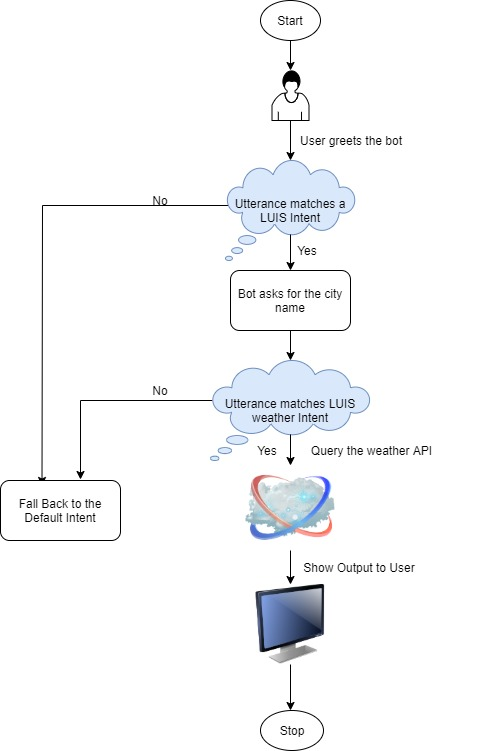 Start
User greets the bot
No
Utterance matches a
LUIS Intent
Yes
Bot asks for the city
name
No
Utterance matches LUIS
weather Intent
Yes
Query the weather API
Fall Back to the
Default Intent
Show Output to User
Stop